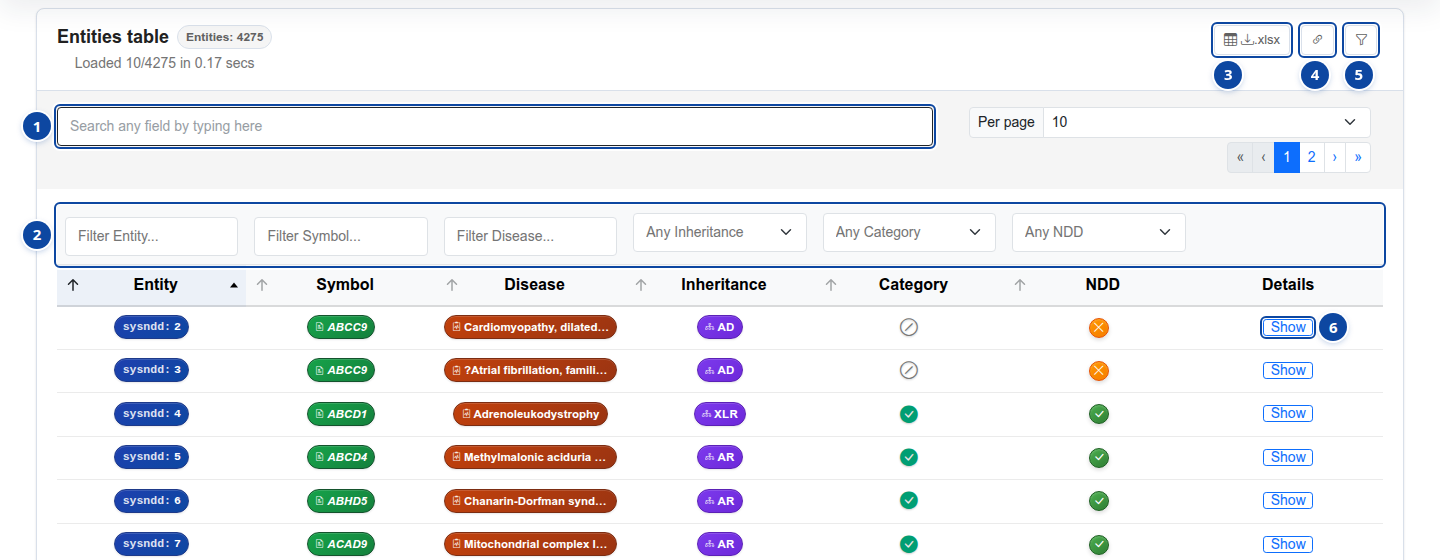 Entities table Entities: 4275
Loaded 10/4275 in 0.17 secs
.xlsx
3 4 5
1 Search any field by typing here
Per page 10
« ‹ 1 2 › »
2 Filter Entity... Filter Symbol... Filter Disease... Any Inheritance Any Category Any NDD
Entity Symbol Disease Inheritance Category NDD Details
sysndd: 2 ABCC9 Cardiomyopathy, dilated... AD Show 6
sysndd: 3 ABCC9 ?Atrial fibrillation, famili... AD Show
sysndd: 4 ABCD1 Adrenoleukodystrophy XLR Show
sysndd: 5 ABCD4 Methylmalonic aciduria ... AR Show
sysndd: 6 ABHD5 Chanarin-Dorfman synd... AR Show
sysndd: 7 ACAD9 Mitochondrial complex I... AR Show